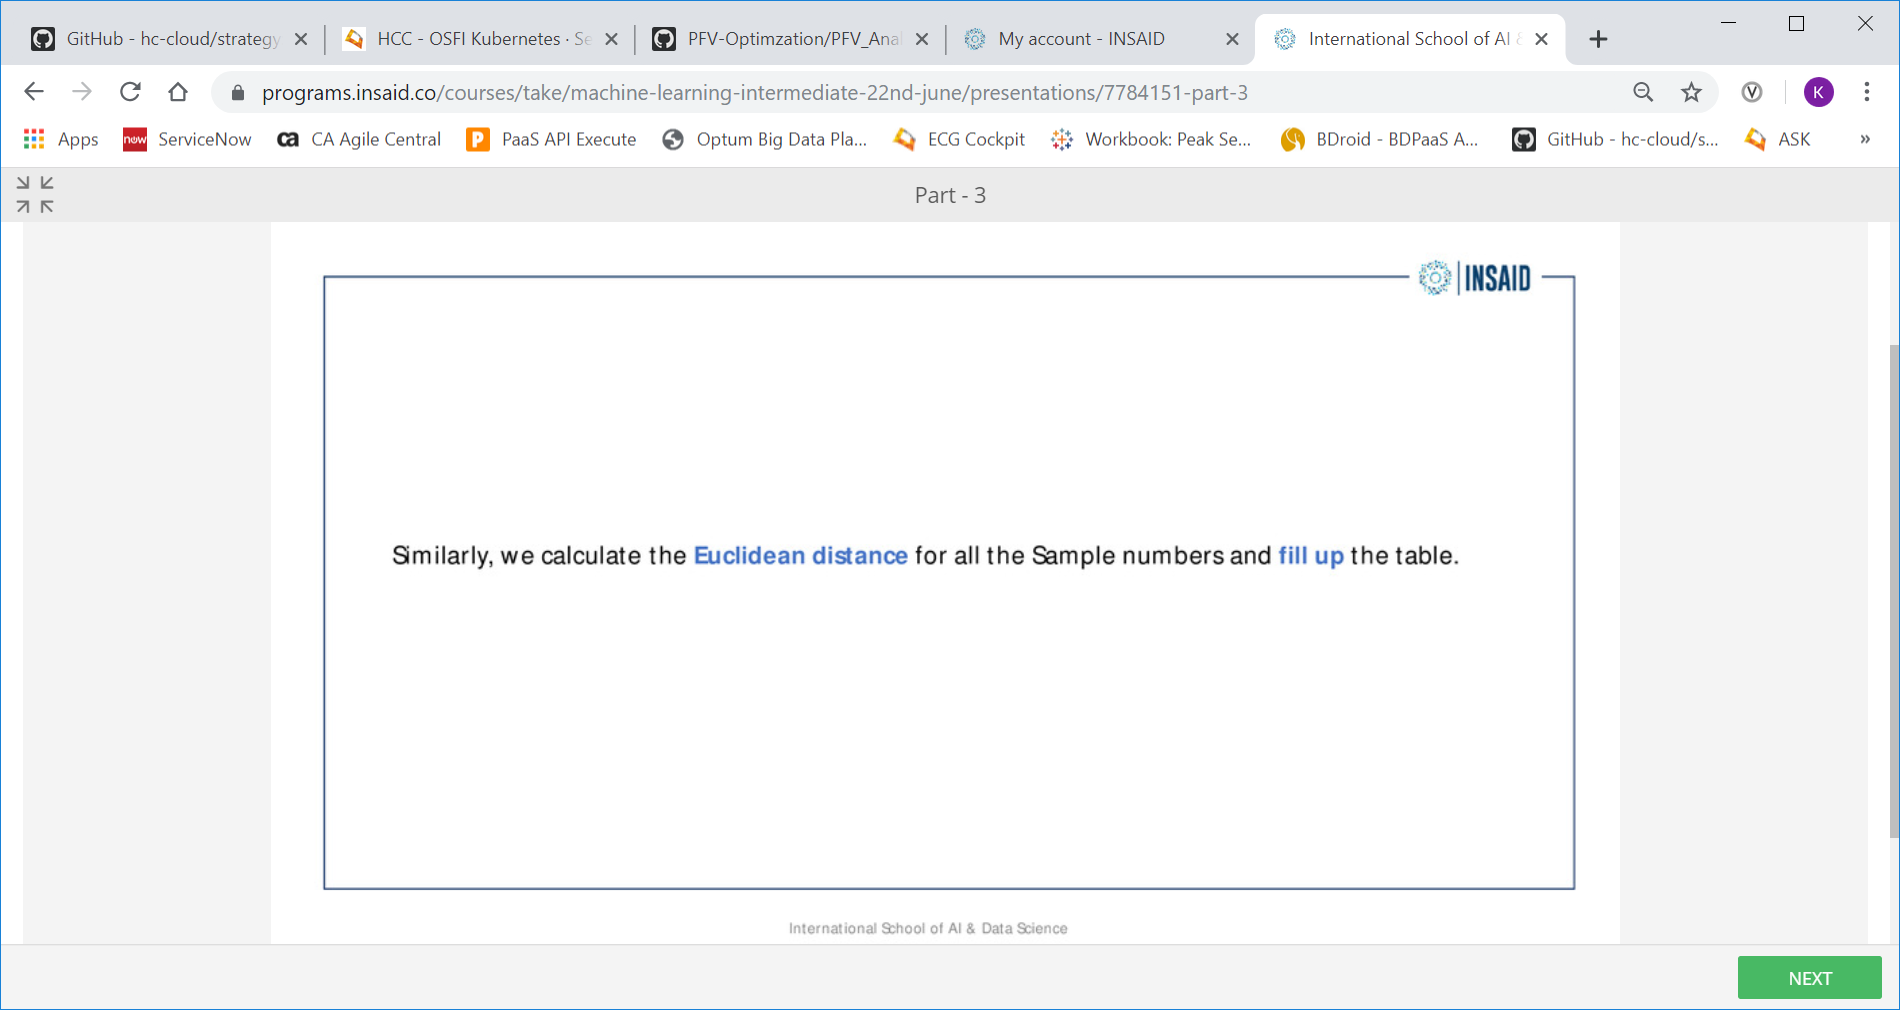 GitHub - hc-cloud/strategy
HCC - OSFI Kubernetes · Se
PFV-Optimzation/PFV_Anal
My account - INSAID
International School of AI &
programs.insaid.co/courses/take/machine-learning-intermediate-22nd-june/presentations/7784151-part-3
K
Apps
now
ServiceNow
ca
CA Agile Central
P
PaaS API Execute
Optum Big Data Pla...
ECG Cockpit
Workbook: Peak Se...
BDroid - BDPaaS A...
GitHub - hc-cloud/s...
ASK
»
Part - 3
INSAID
Similarly, we calculate the Euclidean distance for all the Sample numbers and fill up the table.
International School of AI & Data Science
NEXT